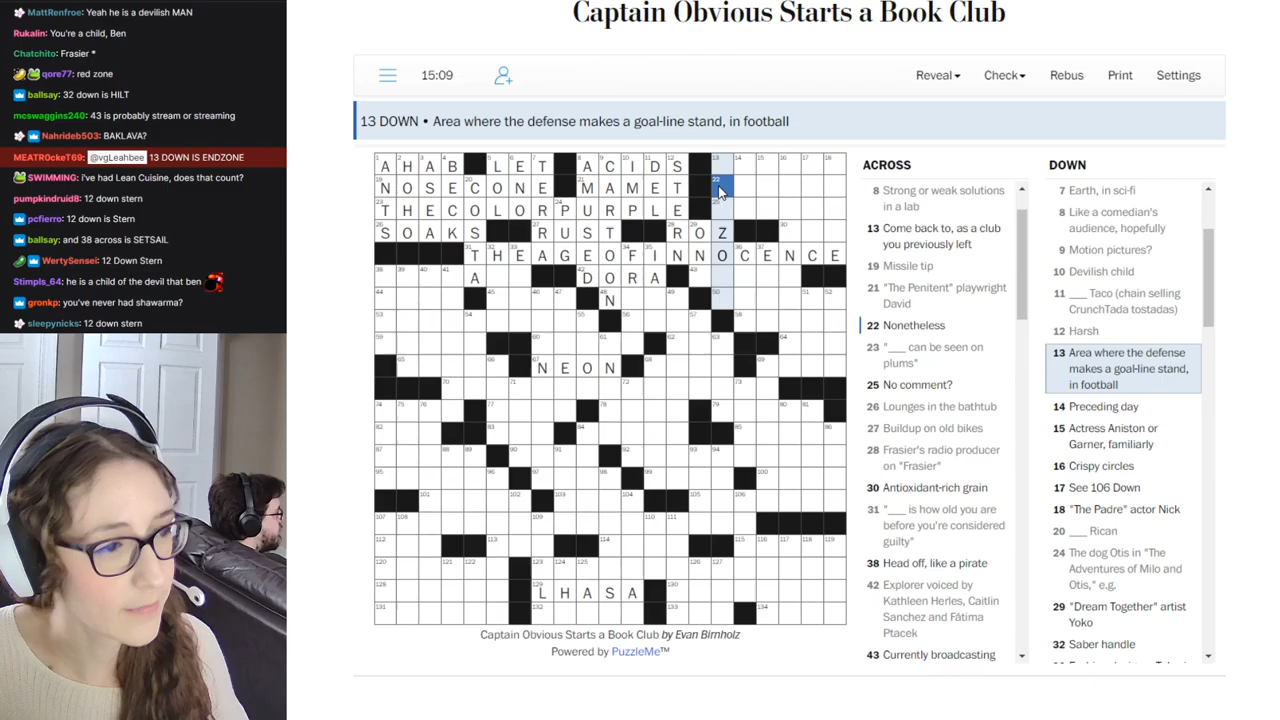 MattRenfroe: Yeah he is a devilish MAN
Rukalin: You're a child, Ben
Chatchito: Frasier *
qore77: red zone
ballsay: 32 down is HILT
mcswaggins240: 43 is probably stream or streaming
Nahrideb503: BAKLAVA?
MEATR0ckeT69: @vgLeahbee 13 DOWN IS ENDZONE
SWIMMING: i've had Lean Cuisine, does that count?
pumpkindruid8: 12 down stern
pcfierro: 12 down is Stern
ballsay: and 38 across is SETSAIL
WertySensei: 12 Down Stern
Stimpls_64: he is a child of the devil that ben
gronkp: you've never had shawarma?
sleepynicks: 12 down stern
Captain Obvious Starts a Book Club
15:09
Reveal
Check
Rebus
Print
Settings
13 DOWN • Area where the defense makes a goal-line stand, in football
A H A B L E T A C I D S
N O S E C O N E M A M E T
T H E C O L O R P U R P L E
S O A K S R U S T R O Z
T H E A G E O F I N N O C E N C E
A D O R A
N
N E O N
L H A S A
Captain Obvious Starts a Book Club by Evan Birnholz
Powered by PuzzleMe™
ACROSS
8 Strong or weak solutions
in a lab
13 Come back to, as a club
you previously left
19 Missile tip
21 "The Penitent" playwright
David
22 Nonetheless
23 "___ can be seen on
plums"
25 No comment?
26 Lounges in the bathtub
27 Buildup on old bikes
28 Frasier's radio producer
on "Frasier"
30 Antioxidant-rich grain
31 "___ is how old you are
before you're considered
guilty"
38 Head off, like a pirate
42 Explorer voiced by
Kathleen Herles, Caitlin
Sanchez and Fátima
Ptacek
43 Currently broadcasting
DOWN
7 Earth, in sci-fi
8 Like a comedian's
audience, hopefully
9 Motion pictures?
10 Devilish child
11 ___ Taco (chain selling
CrunchTada tostadas)
12 Harsh
13 Area where the defense
makes a goal-line stand,
in football
14 Preceding day
15 Actress Aniston or
Garner, familiarly
16 Crispy circles
17 See 106 Down
18 "The Padre" actor Nick
20 ___ Rican
24 The dog Otis in "The
Adventures of Milo and
Otis," e.g.
29 "Dream Together" artist
Yoko
32 Saber handle